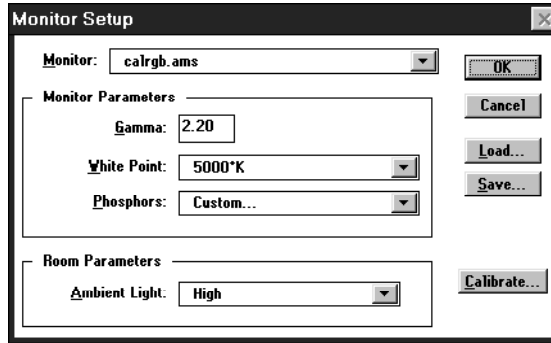 Monitor Setup
Monitor: calrgb.ams
OK
Monitor Parameters
Cancel
Gamma: 2.20
Load...
White Point: 5000°K
Save...
Phosphors: Custom...
Room Parameters
Calibrate...
Ambient Light: High